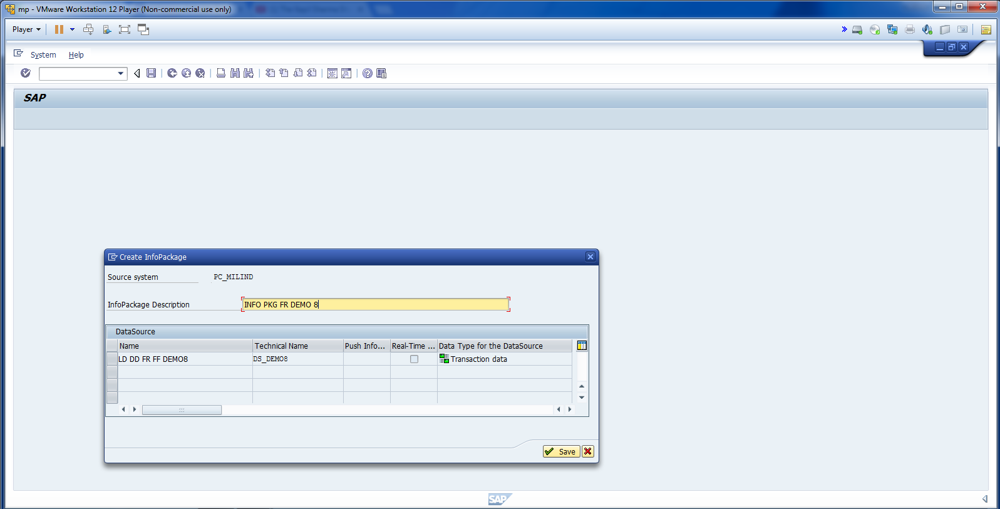 mp - VMware Workstation 12 Player (Non-commercial use only)
Player
System Help
SAP
Create InfoPackage
Source system PC_MILIND
InfoPackage Description INFO PKG FR DEMO 8
DataSource
Name Technical Name Push Info... Real-Time ... Data Type for the DataSource
LD DD FR FF DEMO8 DS_DEMO8 Transaction data
Save
SAP